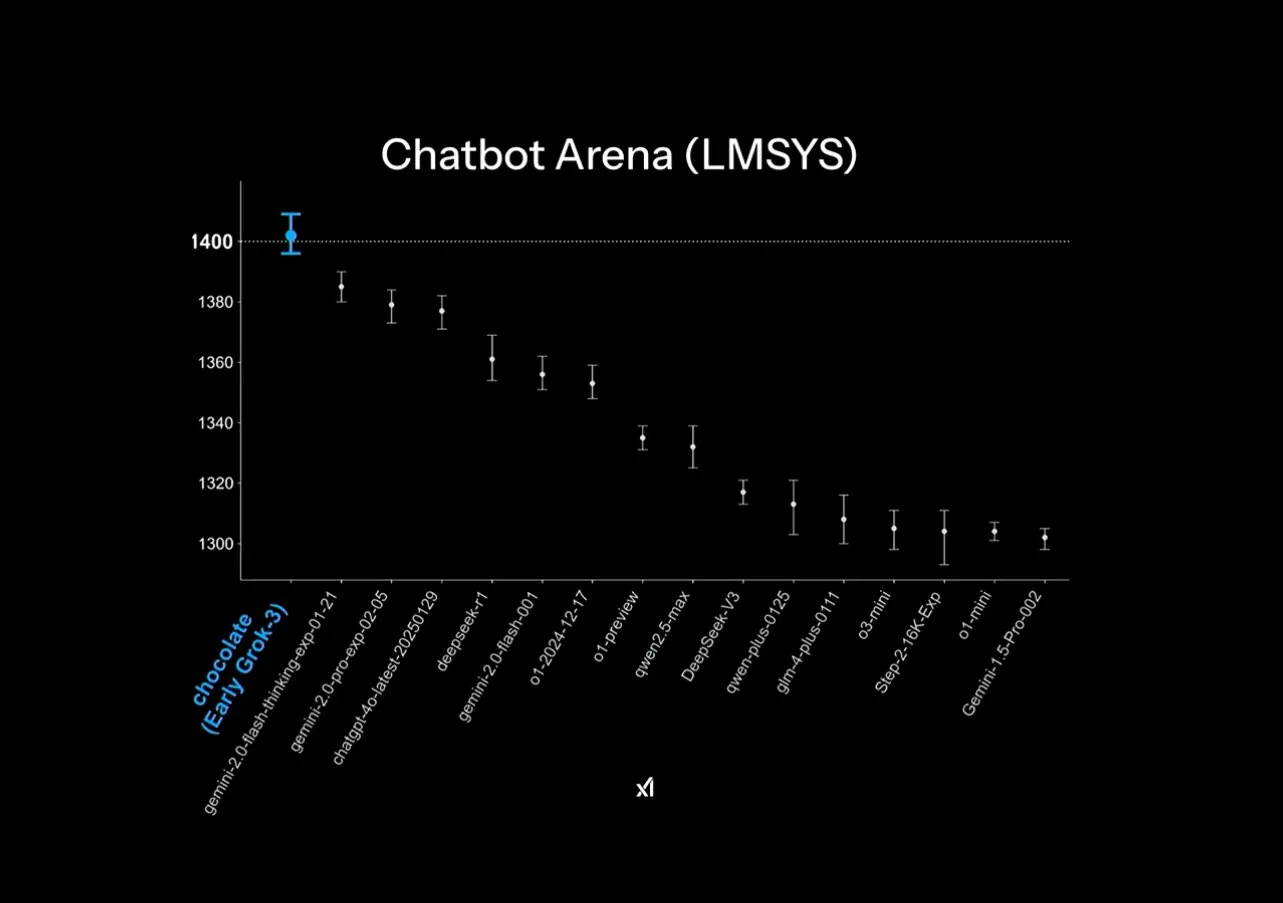 Chatbot Arena (LMSYS)
1400
1380
1360
1340
1320
1300
chocolate
(Early Grok-3)
gemini-2.0-flash-thinking-exp-01-21
gemini-2.0-pro-exp-02-05
chatgpt-4o-latest-20250129
deepseek-r1
gemini-2.0-flash-001
o1-2024-12-17
o1-preview
qwen2.5-max
DeepSeek-V3
qwen-plus-0125
glm-4-plus-0111
o3-mini
Step-2-16K-Exp
o1-mini
Gemini-1.5-Pro-002
xI